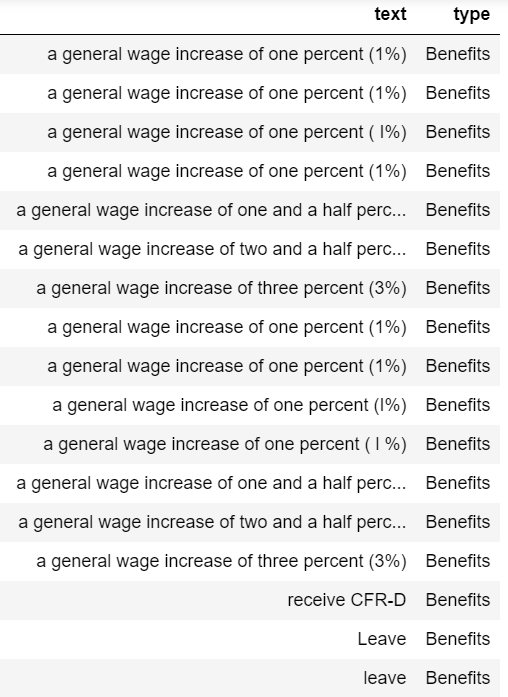 text type
a general wage increase of one percent (1%) Benefits
a general wage increase of one percent (1%) Benefits
a general wage increase of one percent ( I%) Benefits
a general wage increase of one percent (1%) Benefits
a general wage increase of one and a half perc... Benefits
a general wage increase of two and a half perc... Benefits
a general wage increase of three percent (3%) Benefits
a general wage increase of one percent (1%) Benefits
a general wage increase of one percent (1%) Benefits
a general wage increase of one percent (I%) Benefits
a general wage increase of one percent ( I %) Benefits
a general wage increase of one and a half perc... Benefits
a general wage increase of two and a half perc... Benefits
a general wage increase of three percent (3%) Benefits
receive CFR-D Benefits
Leave Benefits
leave Benefits